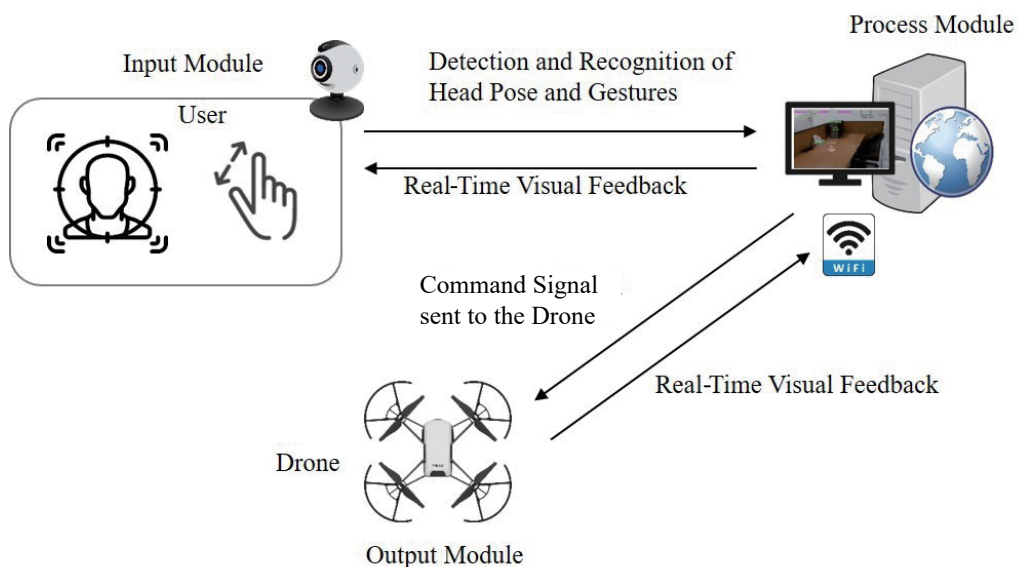 Process Module
Input Module
Detection and Recognition of
Head Pose and Gestures
User
Real-Time Visual Feedback
WiFi
Command Signal
sent to the Drone
Real-Time Visual Feedback
Drone
Output Module